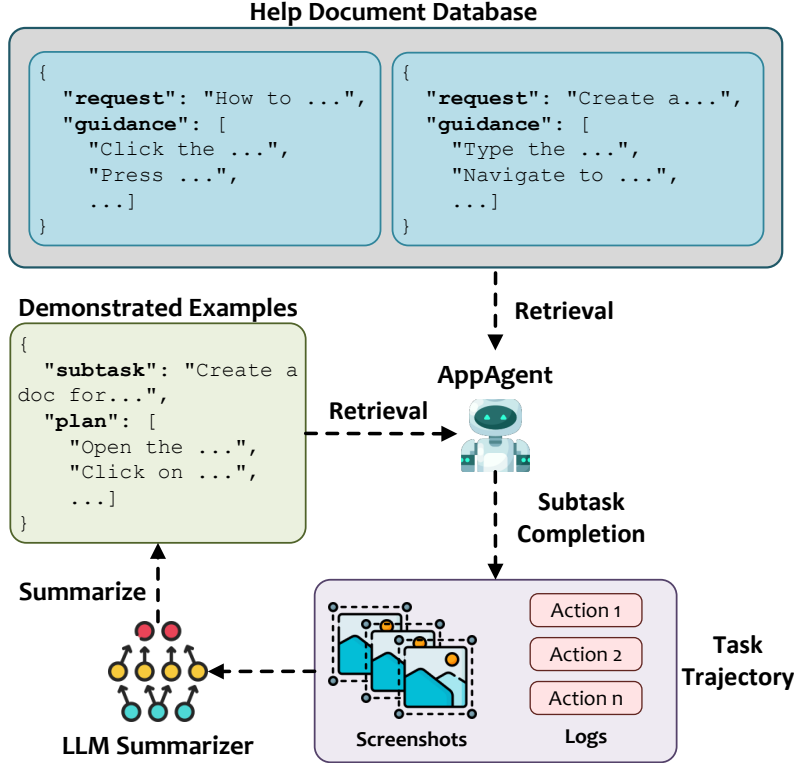 Help Document Database
{
"request": "How to ...",
"guidance": [
"Click the ...",
"Press ...",
...]
}
{
"request": "Create a...",
"guidance": [
"Type the ...",
"Navigate to ...",
...]
}
Retrieval
Demonstrated Examples
{
"subtask": "Create a
doc for...",
"plan": [
"Open the ...",
"Click on ...",
...]
}
Retrieval
AppAgent
Subtask
Completion
Summarize
LLM Summarizer
Screenshots
Action 1
Action 2
Action n
Logs
Task
Trajectory